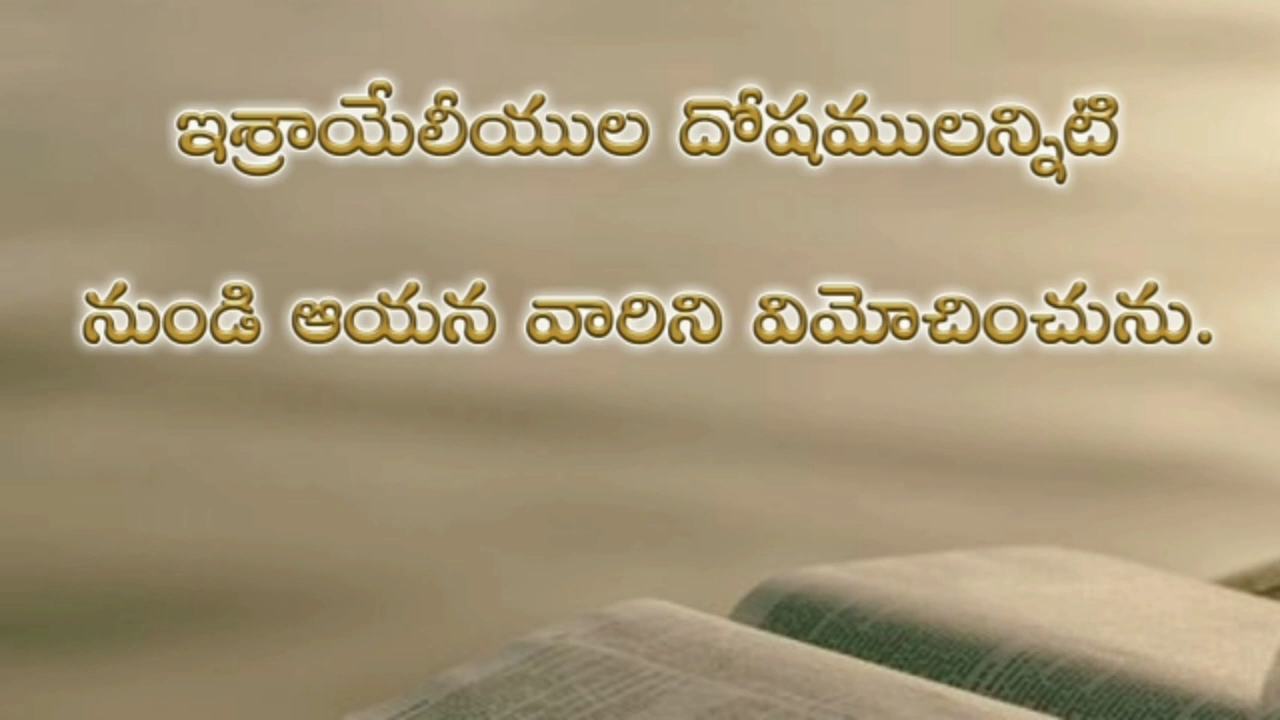 ఇశ్రాయేలీయుల దోషములన్నిటి
నుండి ఆయన వారిని విమోచించును.